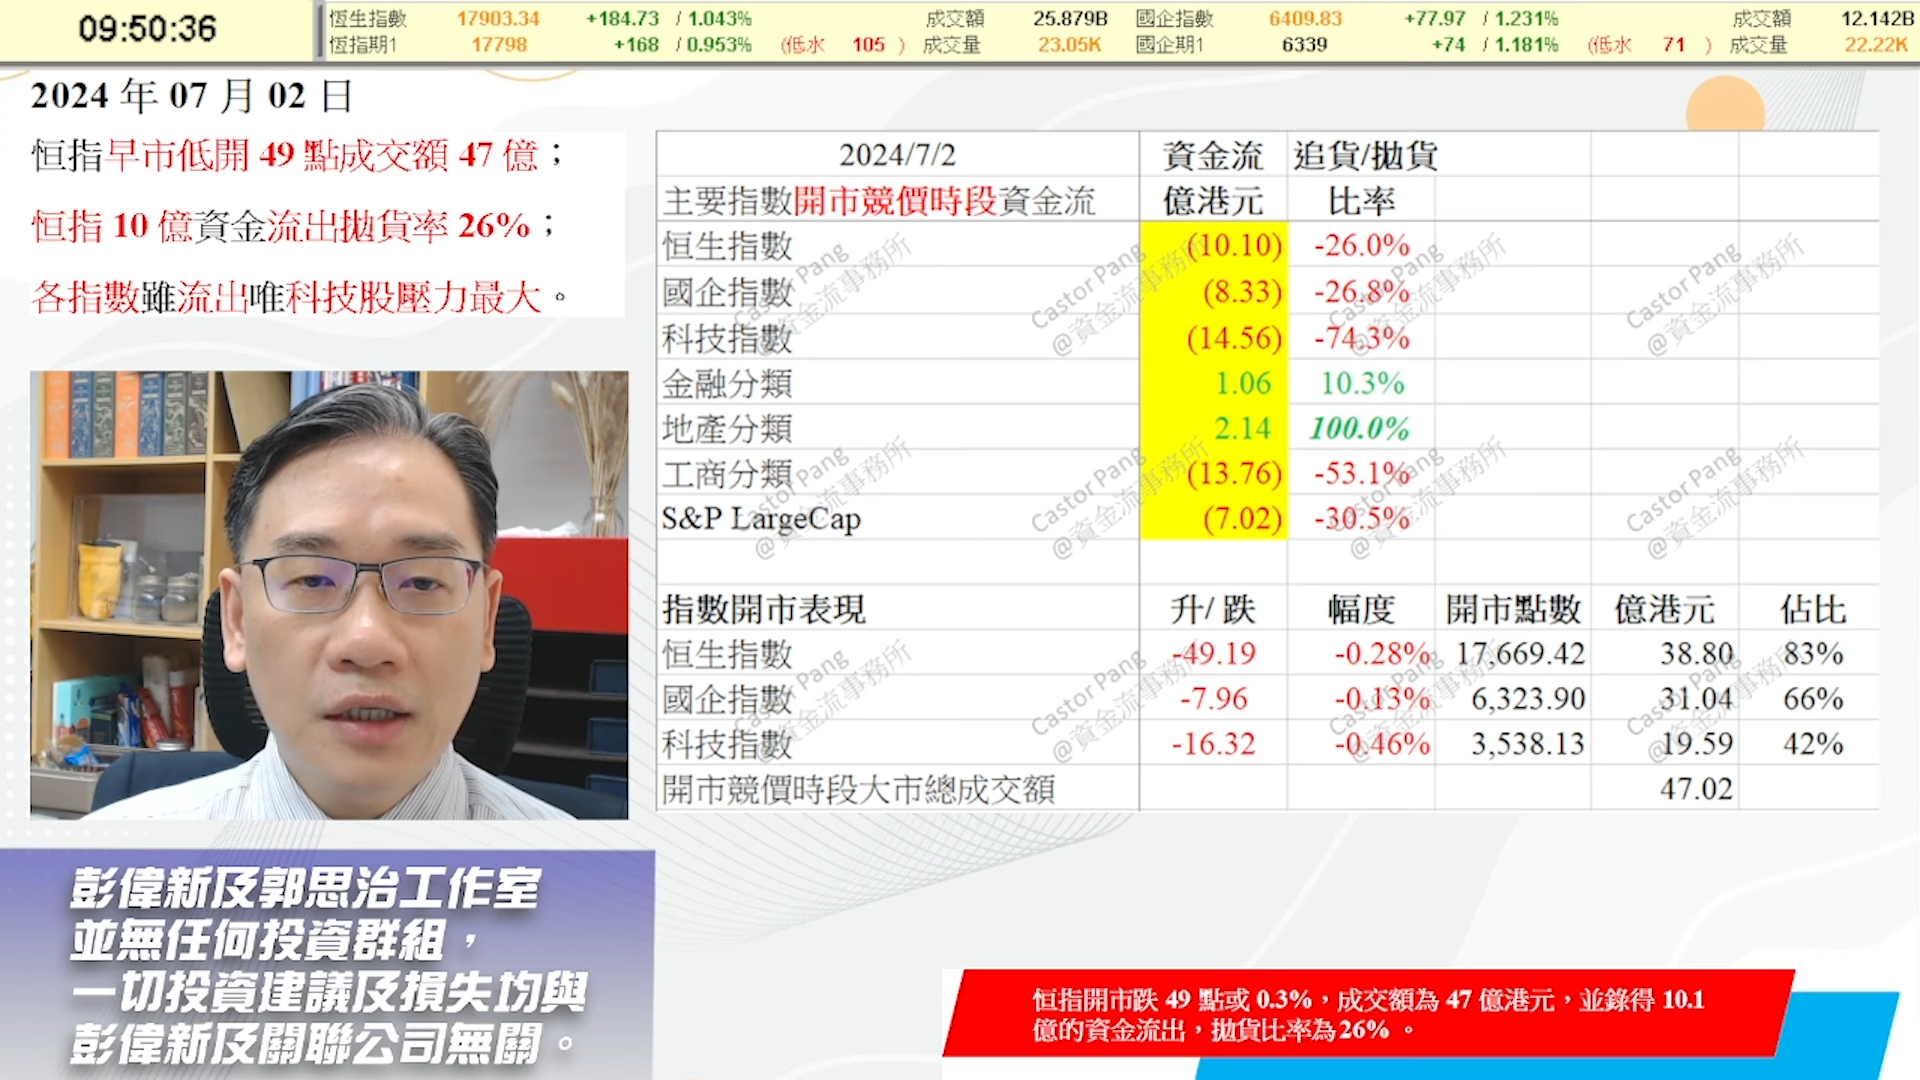 09:50:36
恆生指數 17903.34 +184.73 / 1.043% 成交額 25.879B 國企指數 6409.83 +77.97 / 1.231% 成交額 12.142B
恆指期1 17798 +168 / 0.953% (低水 105 ) 成交量 23.05K 國企期1 6339 +74 / 1.181% (低水 71 ) 成交量 22.22K
2024 年 07 月 02 日
恒指早市低開 49 點成交額 47 億；
恒指 10 億資金流出拋貨率 26%；
各指數雖流出唯科技股壓力最大。
2024/7/2 資金流 追貨/拋貨
主要指數開市競價時段資金流 億港元 比率
恒生指數 (10.10) -26.0%
國企指數 (8.33) -26.8%
科技指數 (14.56) -74.3%
金融分類 1.06 10.3%
地產分類 2.14 100.0%
工商分類 (13.76) -53.1%
S&P LargeCap (7.02) -30.5%
指數開市表現 升/ 跌 幅度 開市點數 億港元 佔比
恒生指數 -49.19 -0.28% 17,669.42 38.80 83%
國企指數 -7.96 -0.13% 6,323.90 31.04 66%
科技指數 -16.32 -0.46% 3,538.13 19.59 42%
開市競價時段大市總成交額 47.02
Castor Pang
@資金流事務所
彭偉新及郭思治工作室
並無任何投資群組，
一切投資建議及損失均與
彭偉新及關聯公司無關。
恒指開市跌 49 點或 0.3%，成交額為 47 億港元，並錄得 10.1
億的資金流出，拋貨比率為 26% 。